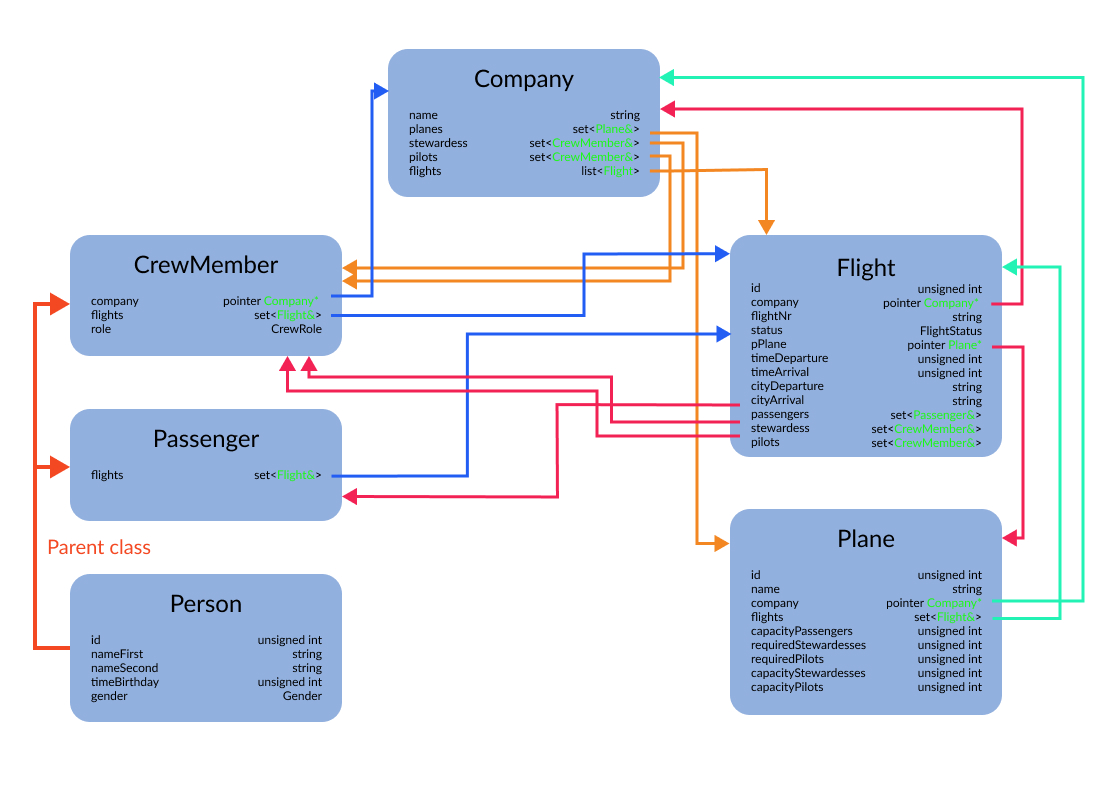 Company
name string
planes set<Plane&>
stewardess set<CrewMember&>
pilots set<CrewMember&>
flights list<Flight>
CrewMember
company pointer Company*
flights set<Flight&>
role CrewRole
Flight
id unsigned int
company pointer Company*
flightNr string
status FlightStatus
pPlane pointer Plane*
timeDeparture unsigned int
timeArrival unsigned int
cityDeparture string
cityArrival string
passengers set<Passenger&>
stewardess set<CrewMember&>
pilots set<CrewMember&>
Passenger
flights set<Flight&>
Parent class
Person
id unsigned int
nameFirst string
nameSecond string
timeBirthday unsigned int
gender Gender
Plane
id unsigned int
name string
company pointer Company*
flights set<Flight&>
capacityPassengers unsigned int
requiredStewardesses unsigned int
requiredPilots unsigned int
capacityStewardesses unsigned int
capacityPilots unsigned int